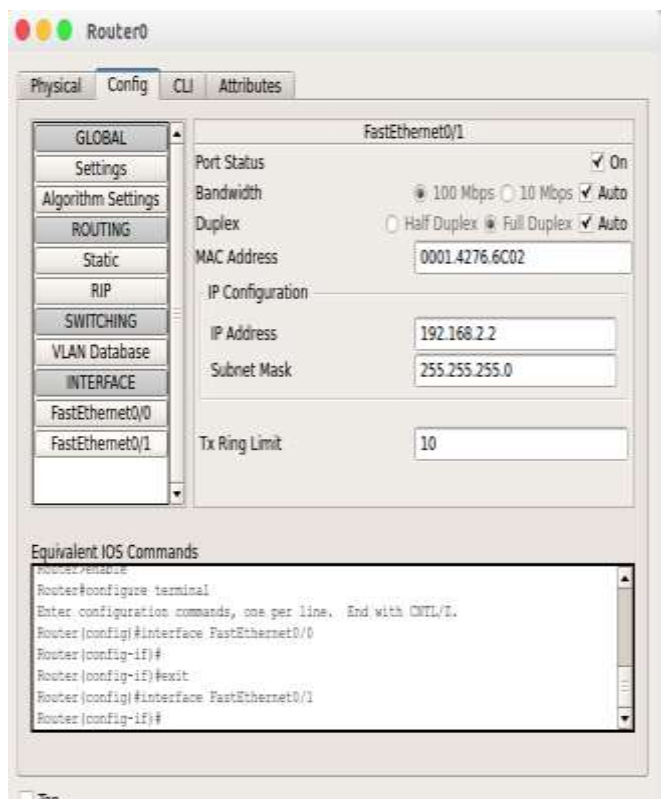 Router0
Physical Config CLI Attributes
GLOBAL
Settings
Algorithm Settings
ROUTING
Static
RIP
SWITCHING
VLAN Database
INTERFACE
FastEthernet0/0
FastEthernet0/1
FastEthernet0/1
Port Status On
Bandwidth 100 Mbps 10 Mbps Auto
Duplex Half Duplex Full Duplex Auto
MAC Address 0001.4276.6C02
IP Configuration
IP Address 192.168.2.2
Subnet Mask 255.255.255.0
Tx Ring Limit 10
Equivalent IOS Commands
Router>enable
Router#configure terminal
Enter configuration commands, one per line. End with CNTL/Z.
Router(config)#interface FastEthernet0/0
Router(config-if)#
Router(config-if)#exit
Router(config)#interface FastEthernet0/1
Router(config-if)#